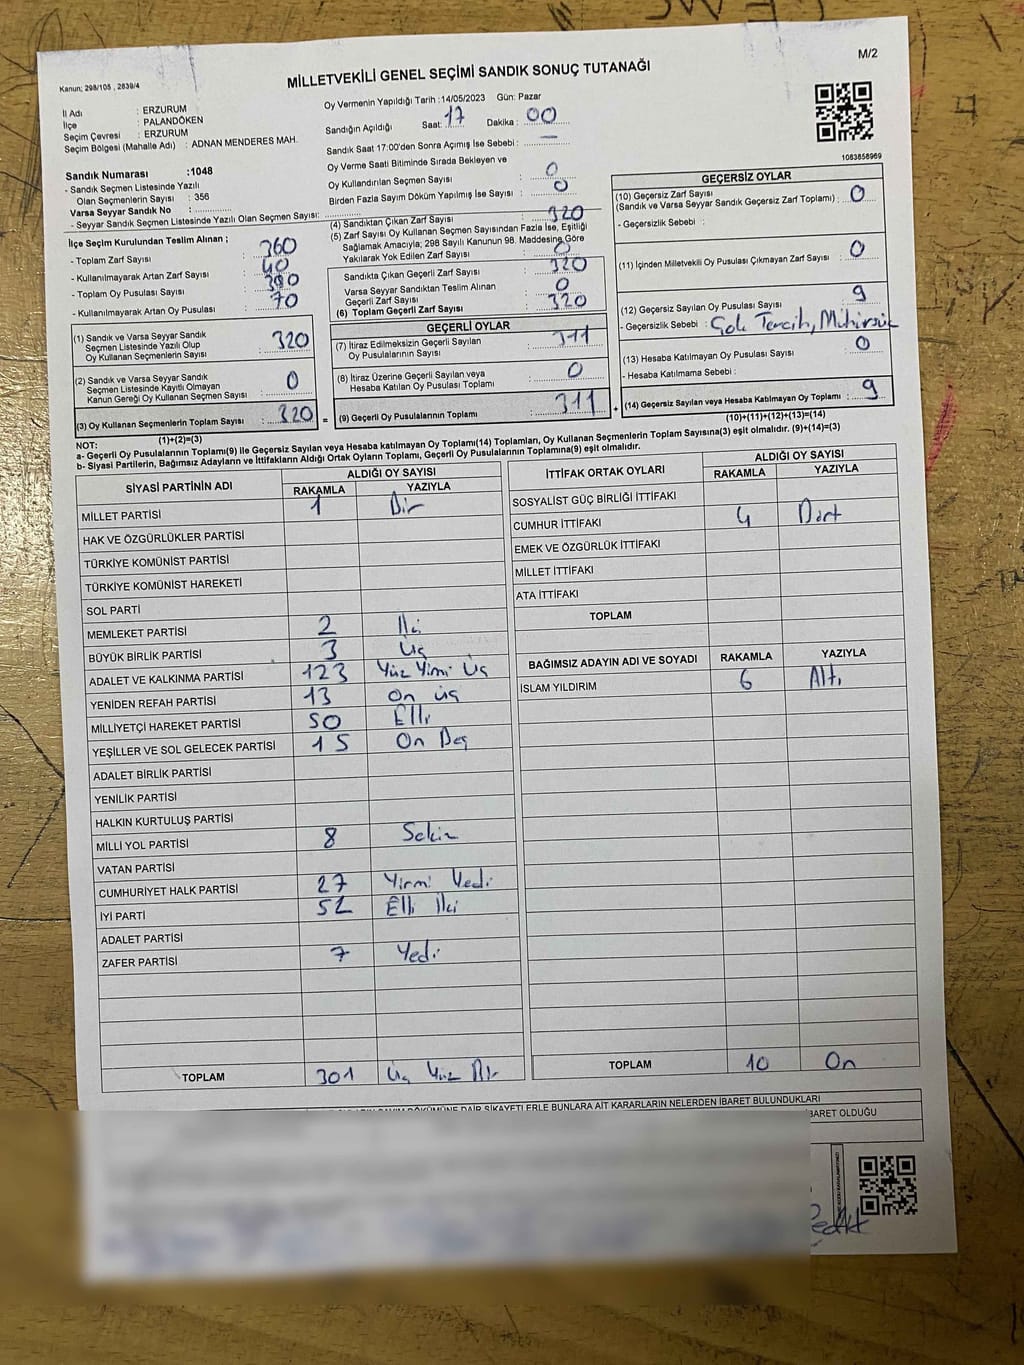 M/2
Kanun; 298/105 , 2839/4
MİLLETVEKİLİ GENEL SEÇİMİ SANDIK SONUÇ TUTANAĞI
İl Adı : ERZURUM
İlçe : PALANDÖKEN
Seçim Çevresi : ERZURUM
Seçim Bölgesi (Mahalle Adı) : ADNAN MENDERES MAH.
Oy Vermenin Yapıldığı Tarih :14/05/2023 Gün: Pazar
Sandığın Açıldığı Saat: 17 Dakika : 00
Sandık Saat 17:00'den Sonra Açımış İse Sebebi : —
Oy Verme Saati Bitiminde Sırada Bekleyen ve
Oy Kullandırılan Seçmen Sayısı : 0
Birden Fazla Sayım Döküm Yapılmış İse Sayısı : 0
1083858969
Sandık Numarası :1048
- Sandık Seçmen Listesinde Yazılı
Olan Seçmenlerin Sayısı : 356
Varsa Seyyar Sandık No :
- Seyyar Sandık Seçmen Listesinde Yazılı Olan Seçmen Sayısı:
İlçe Seçim Kurulundan Teslim Alınan ;
- Toplam Zarf Sayısı : 360
- Kullanılmayarak Artan Zarf Sayısı : 40
- Toplam Oy Pusulası Sayısı :
- Kullanılmayarak Artan Oy Pusulası : 70
(1) Sandık ve Varsa Seyyar Sandık
Seçmen Listesinde Yazılı Olup
Oy Kullanan Seçmenlerin Sayısı : 320
(2) Sandık ve Varsa Seyyar Sandık
Seçmen Listesinde Kayıtlı Olmayan
Kanun Gereği Oy Kullanan Seçmen Sayısı : 0
(3) Oy Kullanan Seçmenlerin Toplam Sayısı : 320 =
(1)+(2)=(3)
(4) Sandıktan Çıkan Zarf Sayısı : 320
(5) Zarf Sayısı Oy Kullanan Seçmen Sayısından Fazla İse, Eşitliği
Sağlamak Amacıyla; 298 Sayılı Kanunun 98. Maddesine Göre
Yakılarak Yok Edilen Zarf Sayısı : 0
Sandıkta Çıkan Geçerli Zarf Sayısı : 320
Varsa Seyyar Sandıktan Teslim Alınan
Geçerli Zarf Sayısı : 0
(6) Toplam Geçerli Zarf Sayısı : 320
GEÇERLİ OYLAR
(7) İtiraz Edilmeksizin Geçerli Sayılan
Oy Pusulalarının Sayısı : 311
(8) İtiraz Üzerine Geçerli Sayılan veya
Hesaba Katılan Oy Pusulası Toplamı : 0
(9) Geçerli Oy Pusulalarının Toplamı : 311 +
GEÇERSİZ OYLAR
(10) Geçersiz Zarf Sayısı
(Sandık ve Varsa Seyyar Sandık Geçersiz Zarf Toplamı) : 0
- Geçersizlik Sebebi :
(11) İçinden Milletvekili Oy Pusulası Çıkmayan Zarf Sayısı : 0
(12) Geçersiz Sayılan Oy Pusulası Sayısı : 9
- Geçersizlik Sebebi : Çok Tercih, Mühürsüz
(13) Hesaba Katılmayan Oy Pusulası Sayısı : 0
- Hesaba Katılmama Sebebi :
(14) Geçersiz Sayılan veya Hesaba Katılmayan Oy Toplamı : 9
(10)+(11)+(12)+(13)=(14)
NOT:
a- Geçerli Oy Pusulalarının Toplamı(9) ile Geçersiz Sayılan veya Hesaba katılmayan Oy Toplamı(14) Toplamları, Oy Kullanan Seçmenlerin Toplam Sayısına(3) eşit olmalıdır. (9)+(14)=(3)
b- Siyasi Partilerin, Bağımsız Adayların ve İttifakların Aldığı Ortak Oyların Toplamı, Geçerli Oy Pusulalarının Toplamına(9) eşit olmalıdır.
SİYASİ PARTİNİN ADI ALDIĞI OY SAYISI
RAKAMLA YAZIYLA
MİLLET PARTİSİ 1 Bir
HAK VE ÖZGÜRLÜKLER PARTİSİ
TÜRKİYE KOMÜNİST PARTİSİ
TÜRKİYE KOMÜNİST HAREKETİ
SOL PARTİ
MEMLEKET PARTİSİ 2 İki
BÜYÜK BİRLİK PARTİSİ 3 Üç
ADALET VE KALKINMA PARTİSİ 123 Yüz Yirmi Üç
YENİDEN REFAH PARTİSİ 13 On üç
MİLLİYETÇİ HAREKET PARTİSİ 50 Elli
YEŞİLLER VE SOL GELECEK PARTİSİ 15 On Beş
ADALET BİRLİK PARTİSİ
YENİLİK PARTİSİ
HALKIN KURTULUŞ PARTİSİ
MİLLİ YOL PARTİSİ 8 Sekiz
VATAN PARTİSİ
CUMHURİYET HALK PARTİSİ 27 Yirmi Yedi
İYİ PARTİ 52 Elli İki
ADALET PARTİSİ
ZAFER PARTİSİ 7 Yedi
TOPLAM 301 Üç Yüz Bir
İTTİFAK ORTAK OYLARI ALDIĞI OY SAYISI
RAKAMLA YAZIYLA
SOSYALİST GÜÇ BİRLİĞİ İTTİFAKI
CUMHUR İTTİFAKI 4 Dört
EMEK VE ÖZGÜRLÜK İTTİFAKI
MİLLET İTTİFAKI
ATA İTTİFAKI
TOPLAM
BAĞIMSIZ ADAYIN ADI VE SOYADI RAKAMLA YAZIYLA
İSLAM YILDIRIM 6 Altı
TOPLAM 10 On
DÖKÜMÜNE DAİR ŞİKAYETLERLE BUNLARA AİT KARARLARIN NELERDEN İBARET BULUNDUKLARI
İBARET OLDUĞU